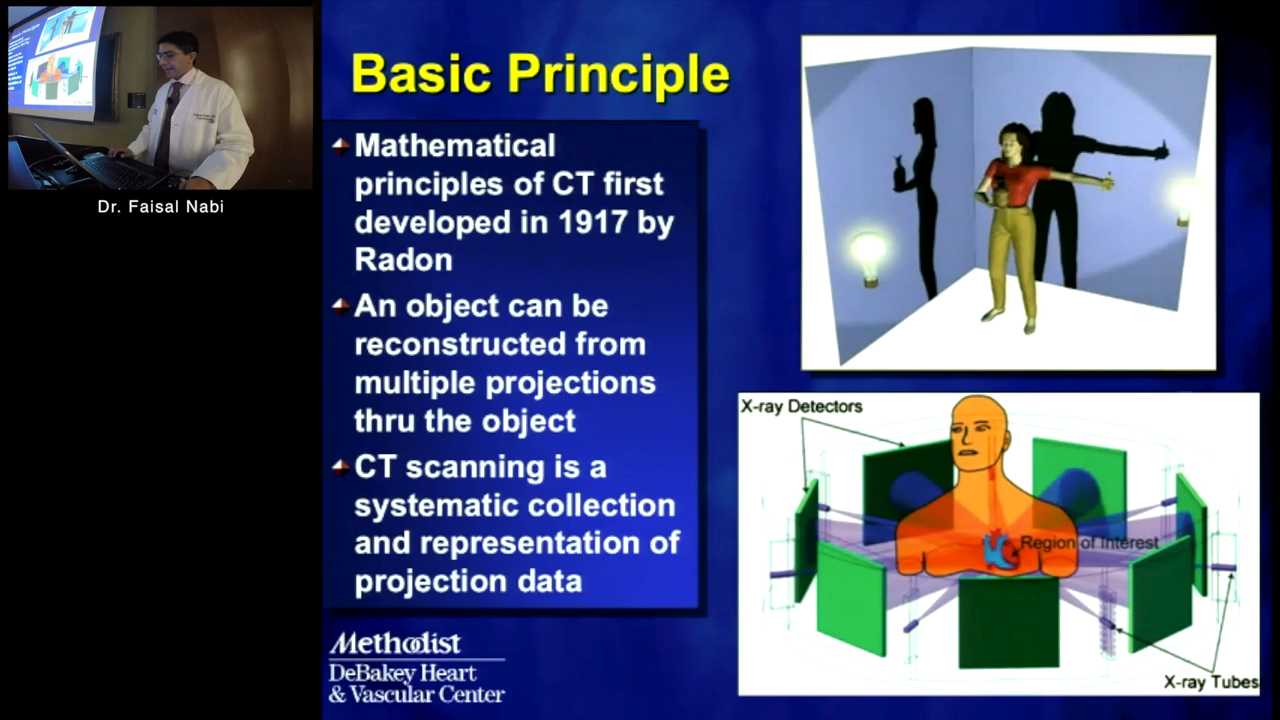 Dr. Faisal Nabi
Basic Principle
Mathematical
principles of CT first
developed in 1917 by
Radon
An object can be
reconstructed from
multiple projections
thru the object
CT scanning is a
systematic collection
and representation of
projection data
X-ray Detectors
Region of Interest
X-ray Tubes
Methodist
DeBakey Heart
& Vascular Center